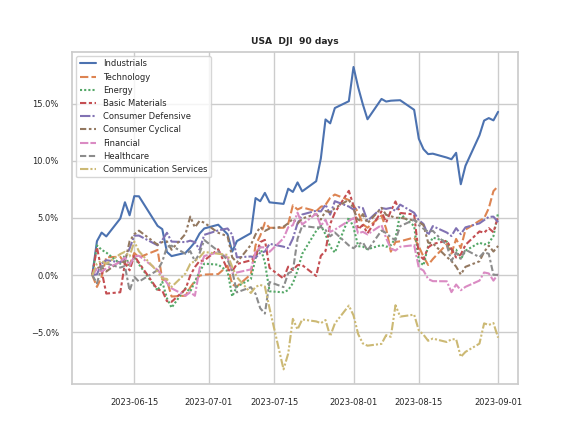 USA  DJI  90 days
Industrials
Technology
Energy
Basic Materials
Consumer Defensive
Consumer Cyclical
Financial
Healthcare
Communication Services
15.0%
10.0%
5.0%
0.0%
−5.0%
2023-06-15
2023-07-01
2023-07-15
2023-08-01
2023-08-15
2023-09-01